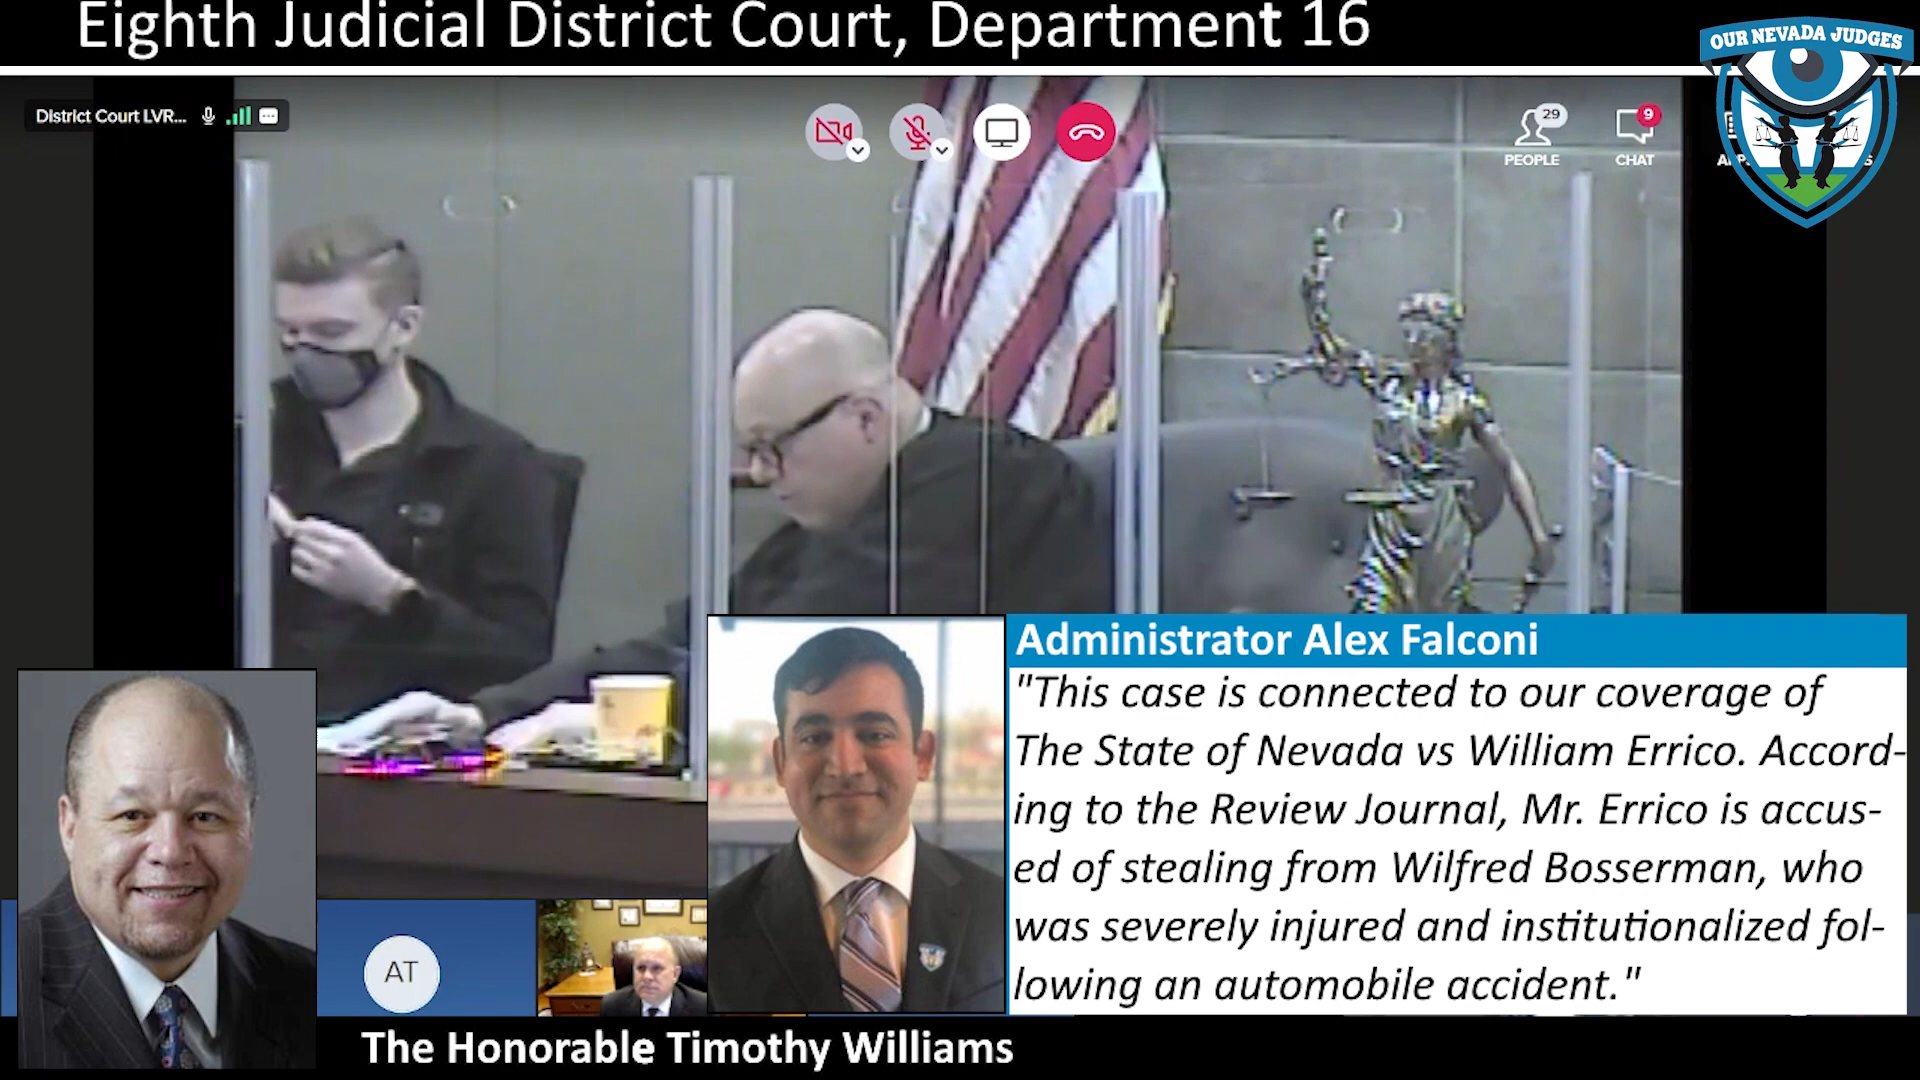 Eighth Judicial District Court, Department 16
OUR NEVADA JUDGES
District Court LVR...
29
9
PEOPLE
CHAT
Administrator Alex Falconi
"This case is connected to our coverage of
The State of Nevada vs William Errico. Accord-
ing to the Review Journal, Mr. Errico is accus-
ed of stealing from Wilfred Bosserman, who
was severely injured and institutionalized fol-
lowing an automobile accident."
AT
The Honorable Timothy Williams